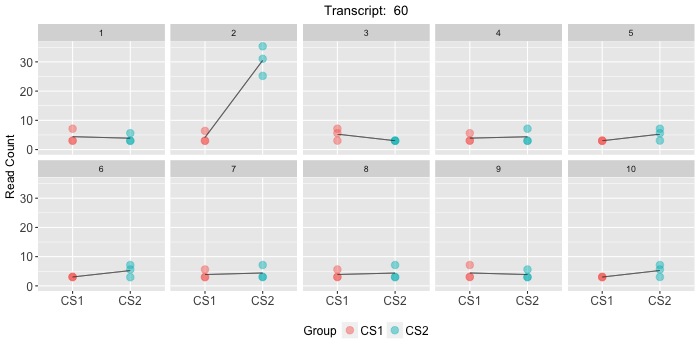 Transcript: 60
1 2 3 4 5
30
20
10
0
Read Count
6 7 8 9 10
30
20
10
0
CS1 CS2 CS1 CS2 CS1 CS2 CS1 CS2 CS1 CS2
Group CS1 CS2